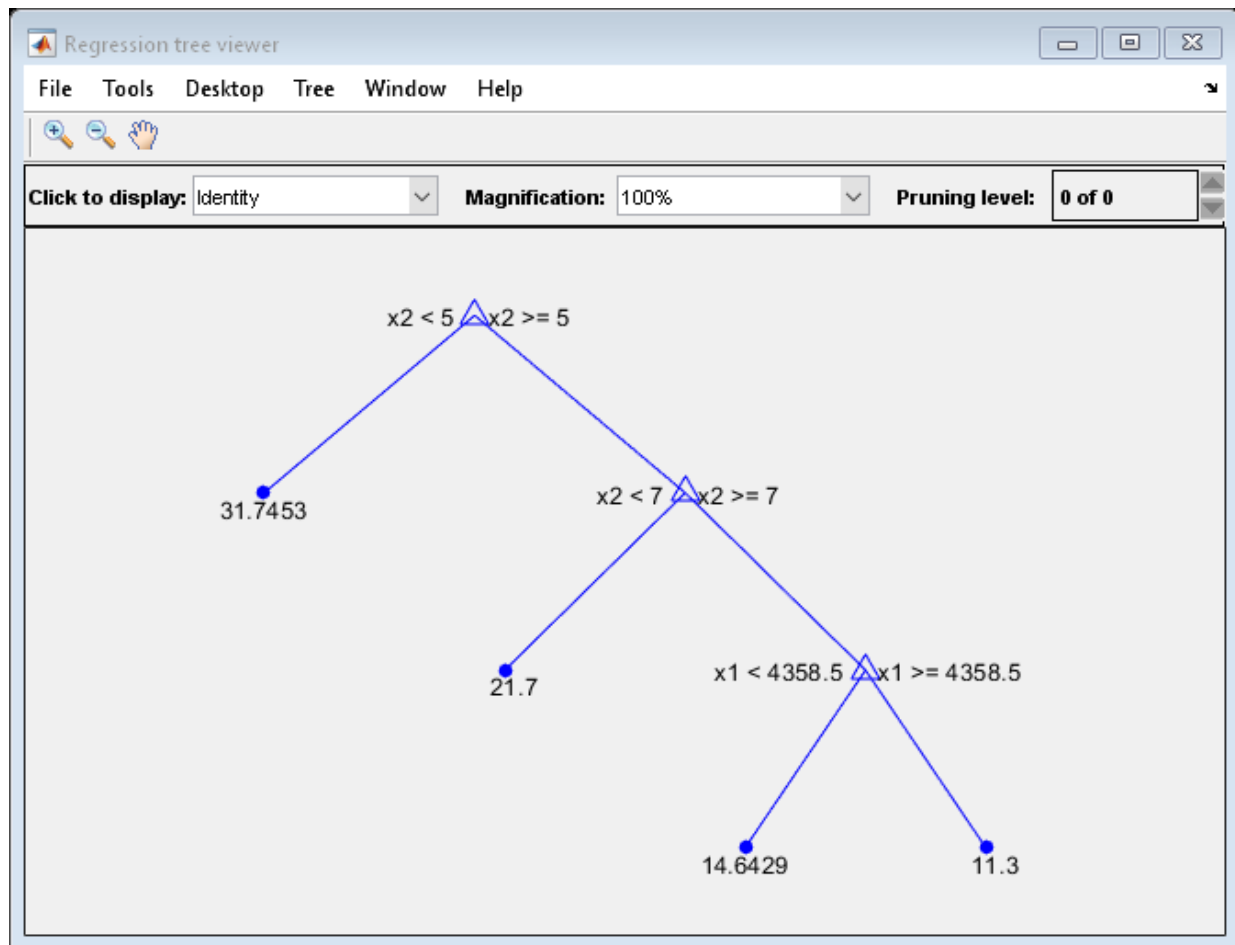 Regression tree viewer
File Tools Desktop Tree Window Help
Click to display: Identity Magnification: 100% Pruning level: 0 of 0
x2 < 5 x2 >= 5
31.7453
x2 < 7 x2 >= 7
21.7
x1 < 4358.5 x1 >= 4358.5
14.6429
11.3